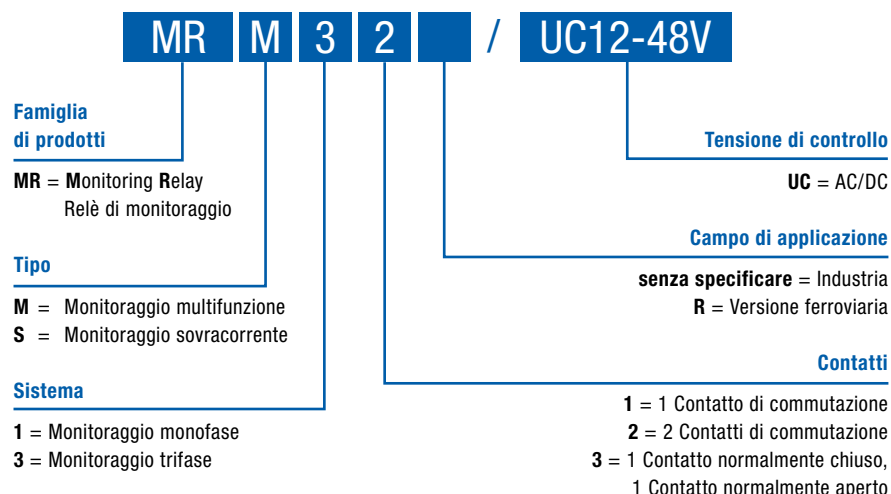 MR M 3 2 / UC12-48V
Famiglia
di prodotti
MR = Monitoring Relay
Relè di monitoraggio
Tipo
M = Monitoraggio multifunzione
S = Monitoraggio sovracorrente
Sistema
1 = Monitoraggio monofase
3 = Monitoraggio trifase
Tensione di controllo
UC = AC/DC
Campo di applicazione
senza specificare = Industria
R = Versione ferroviaria
Contatti
1 = 1 Contatto di commutazione
2 = 2 Contatti di commutazione
3 = 1 Contatto normalmente chiuso,
1 Contatto normalmente aperto